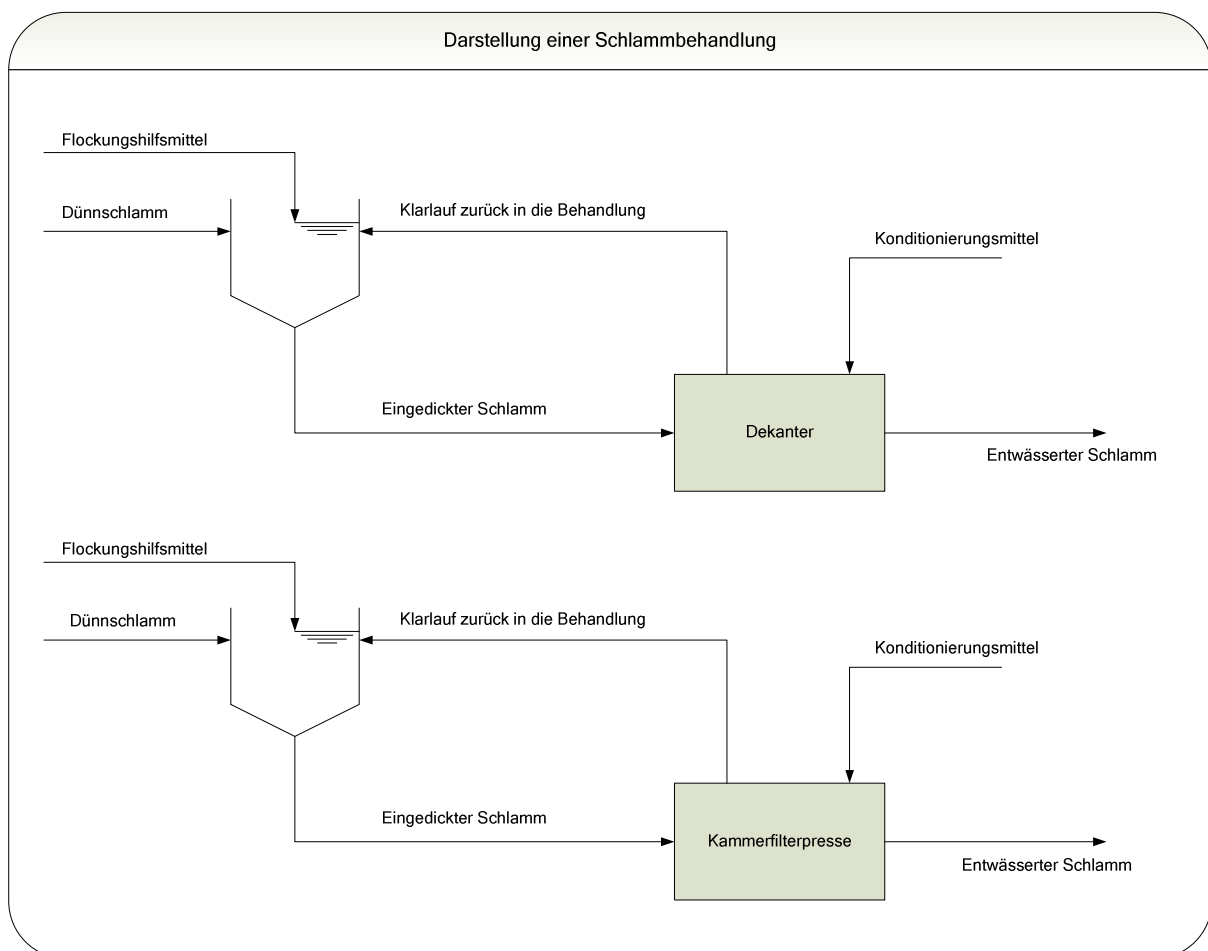 Darstellung einer Schlammbehandlung
Flockungshilfsmittel
Dünnschlamm
Klarlauf zurück in die Behandlung
Konditionierungsmittel
Eingedickter Schlamm
Dekanter
Entwässerter Schlamm
Flockungshilfsmittel
Dünnschlamm
Klarlauf zurück in die Behandlung
Konditionierungsmittel
Eingedickter Schlamm
Kammerfilterpresse
Entwässerter Schlamm